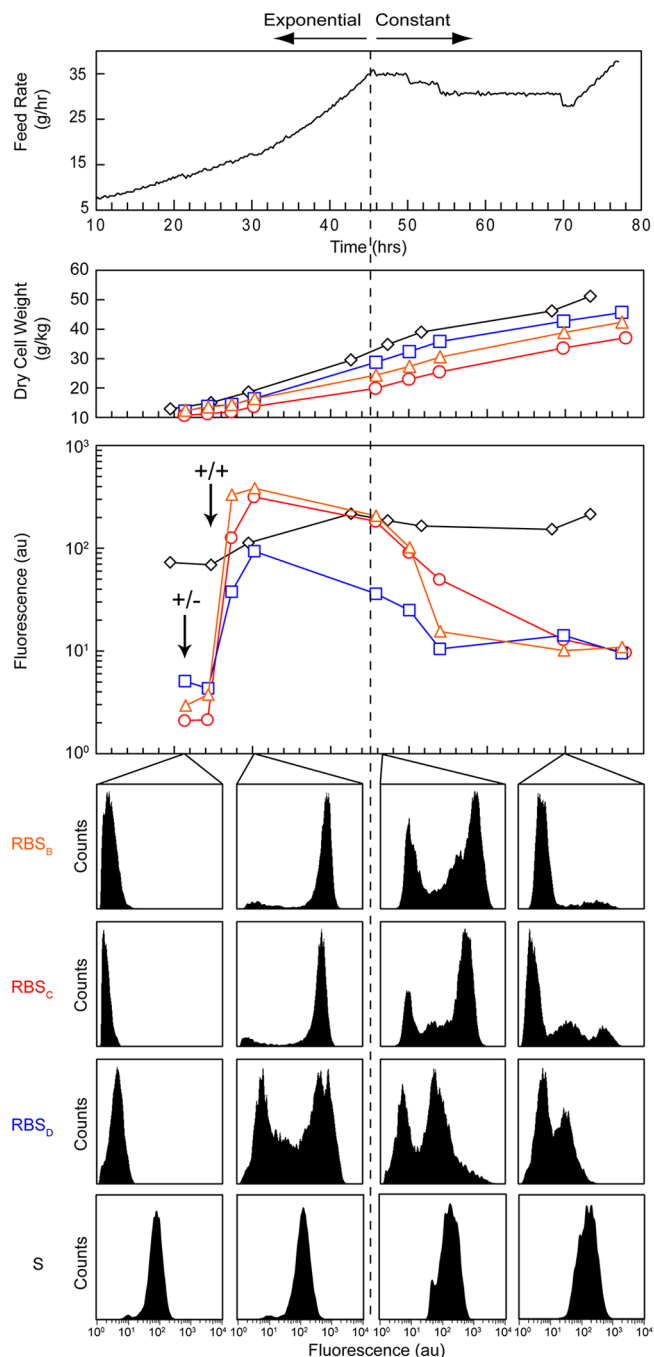 Exponential Constant
Feed Rate
(g/hr)
35
25
15
5
10 20 30 40 50 60 70 80
Time (hrs)
Dry Cell Weight
(g/kg)
60
50
40
30
20
10
Fluorescence (au)
10³
10²
10¹
10⁰
+/+
+/-
RBS_B
Counts
RBS_C
Counts
RBS_D
Counts
S
Counts
10⁰ 10¹ 10² 10³ 10⁴ 10⁰ 10¹ 10² 10³ 10⁴ 10⁰ 10¹ 10² 10³ 10⁴ 10⁰ 10¹ 10² 10³ 10⁴
Fluorescence (au)